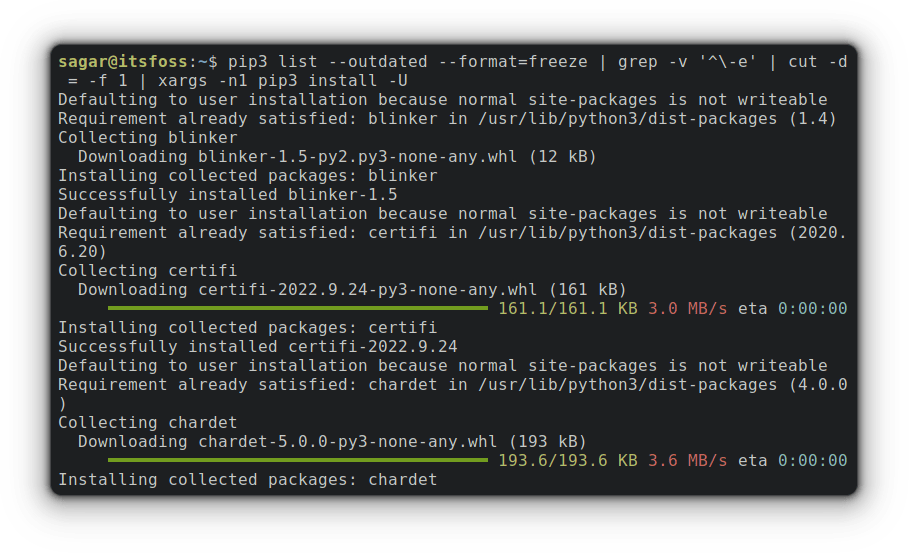 sagar@itsfoss:~$ pip3 list --outdated --format=freeze | grep -v '^\-e' | cut -d
 = -f 1 | xargs -n1 pip3 install -U
Defaulting to user installation because normal site-packages is not writeable
Requirement already satisfied: blinker in /usr/lib/python3/dist-packages (1.4)
Collecting blinker
  Downloading blinker-1.5-py2.py3-none-any.whl (12 kB)
Installing collected packages: blinker
Successfully installed blinker-1.5
Defaulting to user installation because normal site-packages is not writeable
Requirement already satisfied: certifi in /usr/lib/python3/dist-packages (2020.
6.20)
Collecting certifi
  Downloading certifi-2022.9.24-py3-none-any.whl (161 kB)
161.1/161.1 KB 3.0 MB/s eta 0:00:00
Installing collected packages: certifi
Successfully installed certifi-2022.9.24
Defaulting to user installation because normal site-packages is not writeable
Requirement already satisfied: chardet in /usr/lib/python3/dist-packages (4.0.0
)
Collecting chardet
  Downloading chardet-5.0.0-py3-none-any.whl (193 kB)
193.6/193.6 KB 3.6 MB/s eta 0:00:00
Installing collected packages: chardet